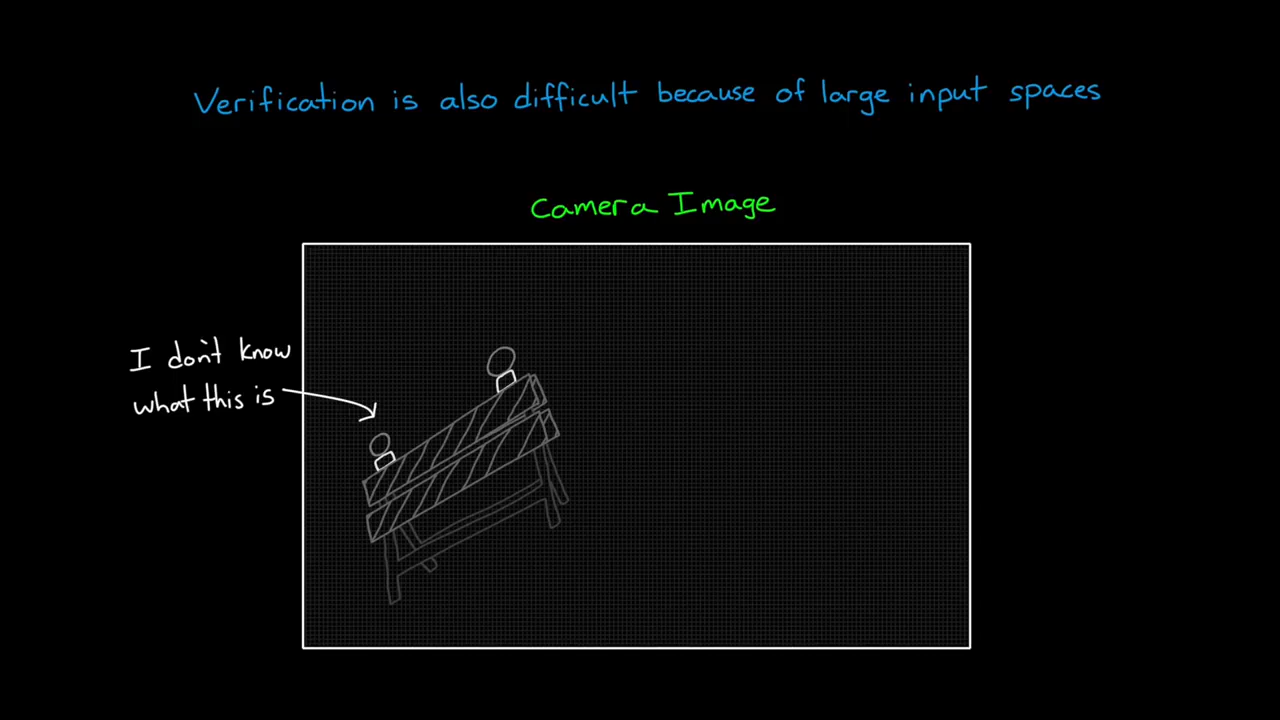 Verification is also difficult because of large input spaces
Camera Image
I don't know
what this is